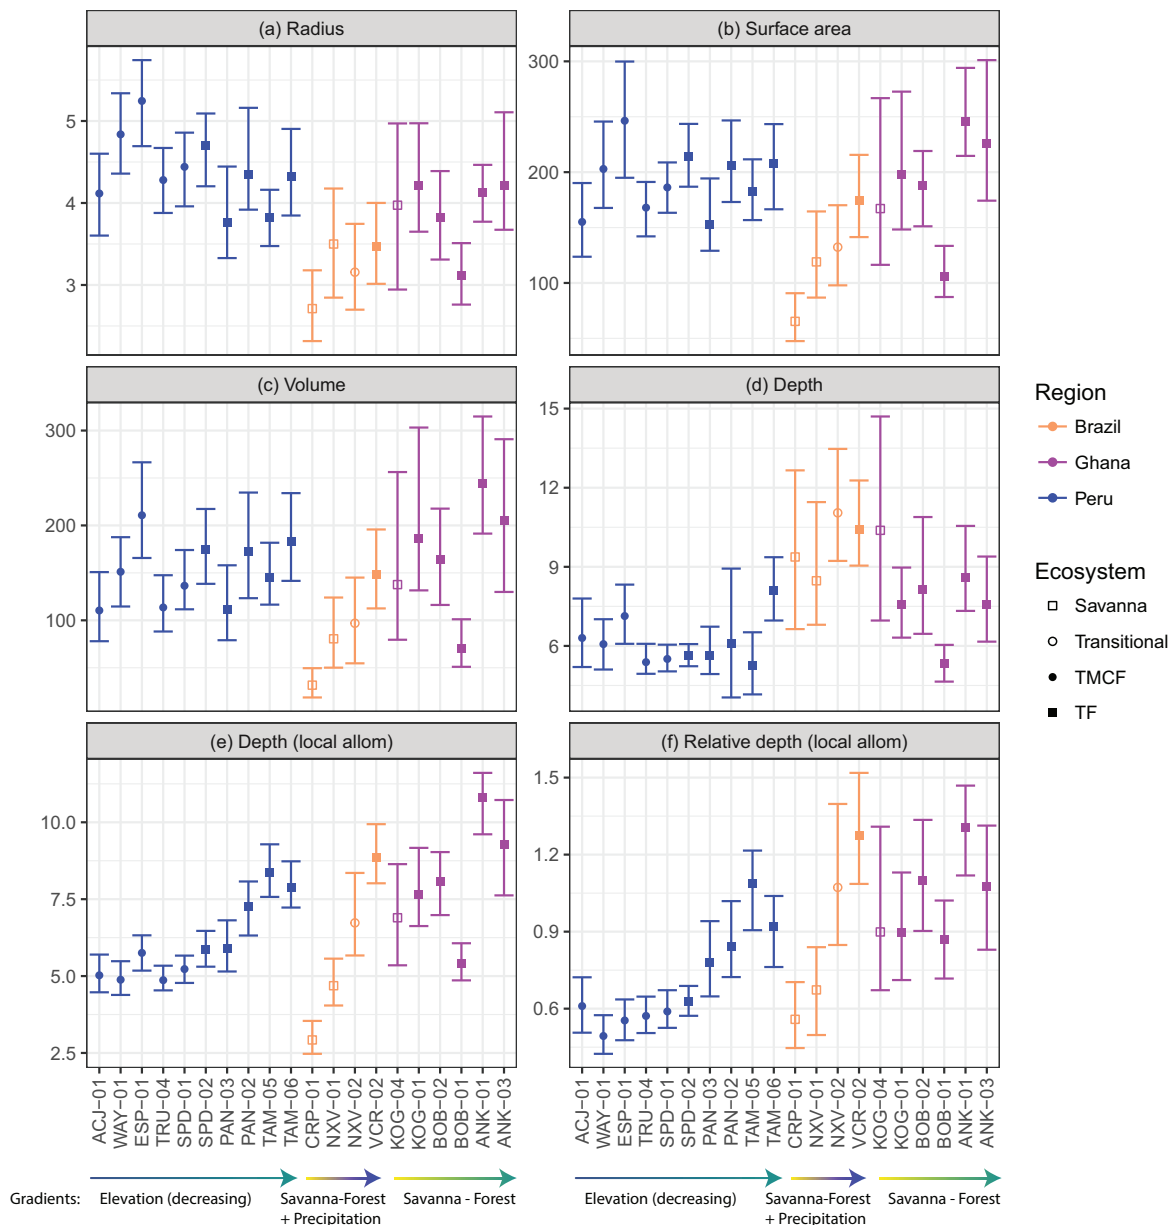 (a) Radius
(b) Surface area
5
4
3
300
200
100
(c) Volume
(d) Depth
300
200
100
15
12
9
6
Region
Brazil
Ghana
Peru
Ecosystem
Savanna
Transitional
TMCF
TF
(e) Depth (local allom)
(f) Relative depth (local allom)
10.0
7.5
5.0
2.5
1.5
1.2
0.9
0.6
ACJ−01
WAY−01
ESP−01
TRU−04
SPD−01
SPD−02
PAN−03
PAN−02
TAM−05
TAM−06
CRP−01
NXV−01
NXV−02
VCR−02
KOG−04
KOG−01
BOB−02
BOB−01
ANK−01
ANK−03
ACJ−01
WAY−01
ESP−01
TRU−04
SPD−01
SPD−02
PAN−03
PAN−02
TAM−05
TAM−06
CRP−01
NXV−01
NXV−02
VCR−02
KOG−04
KOG−01
BOB−02
BOB−01
ANK−01
ANK−03
Gradients:
Elevation (decreasing)
Savanna-Forest
+ Precipitation
Savanna - Forest
Elevation (decreasing)
Savanna-Forest
+ Precipitation
Savanna - Forest